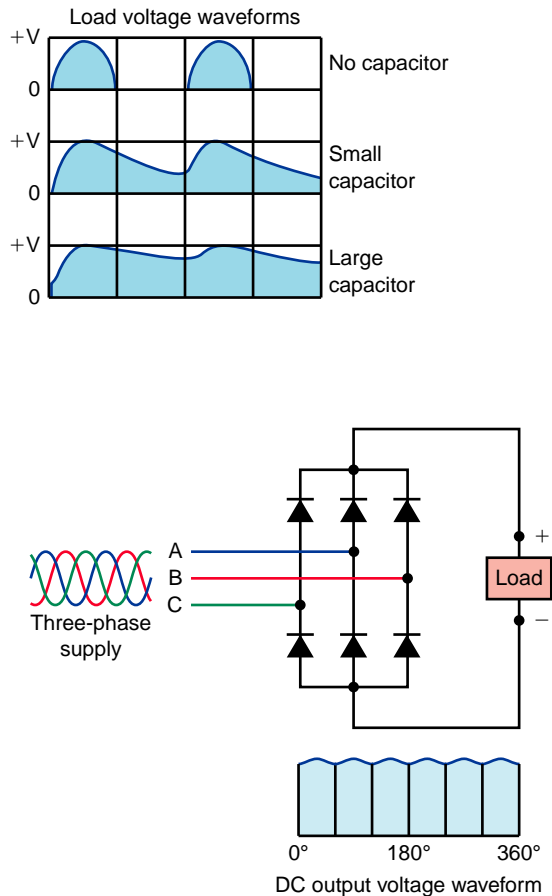 Load voltage waveforms
+V
0
No capacitor
+V
0
Small
capacitor
+V
0
Large
capacitor
A
B
C
Three-phase
supply
+
Load
−
0° 180° 360°
DC output voltage waveform